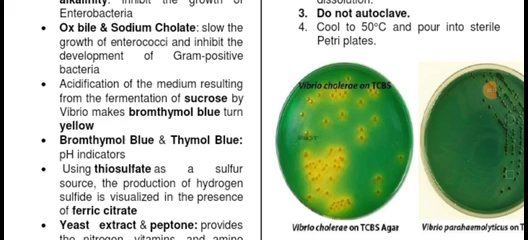 alkalinity: inhibit the growth of
Enterobacteria
• Ox bile & Sodium Cholate: slow the
growth of enterococci and inhibit the
development of Gram-positive
bacteria
• Acidification of the medium resulting
from the fermentation of sucrose by
Vibrio makes bromthymol blue turn
yellow
• Bromthymol Blue & Thymol Blue:
pH indicators
• Using thiosulfate as a sulfur
source, the production of hydrogen
sulfide is visualized in the presence
of ferric citrate
• Yeast extract & peptone: provides
the nitrogen, vitamins, and amino
dissolution.
3. Do not autoclave.
4. Cool to 50°C and pour into sterile
Petri plates.
Vibrio cholerae on TCBS
Vibrio cholerae on TCBS Agar
Vibrio parahaemolyticus on T